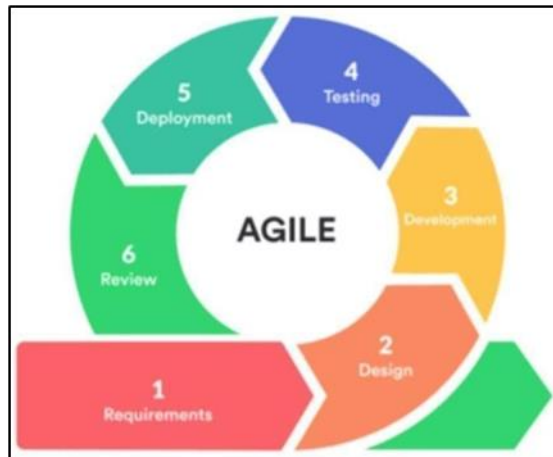 4
Testing
5
Deployment
3
Development
AGILE
6
Review
2
Design
1
Requirements